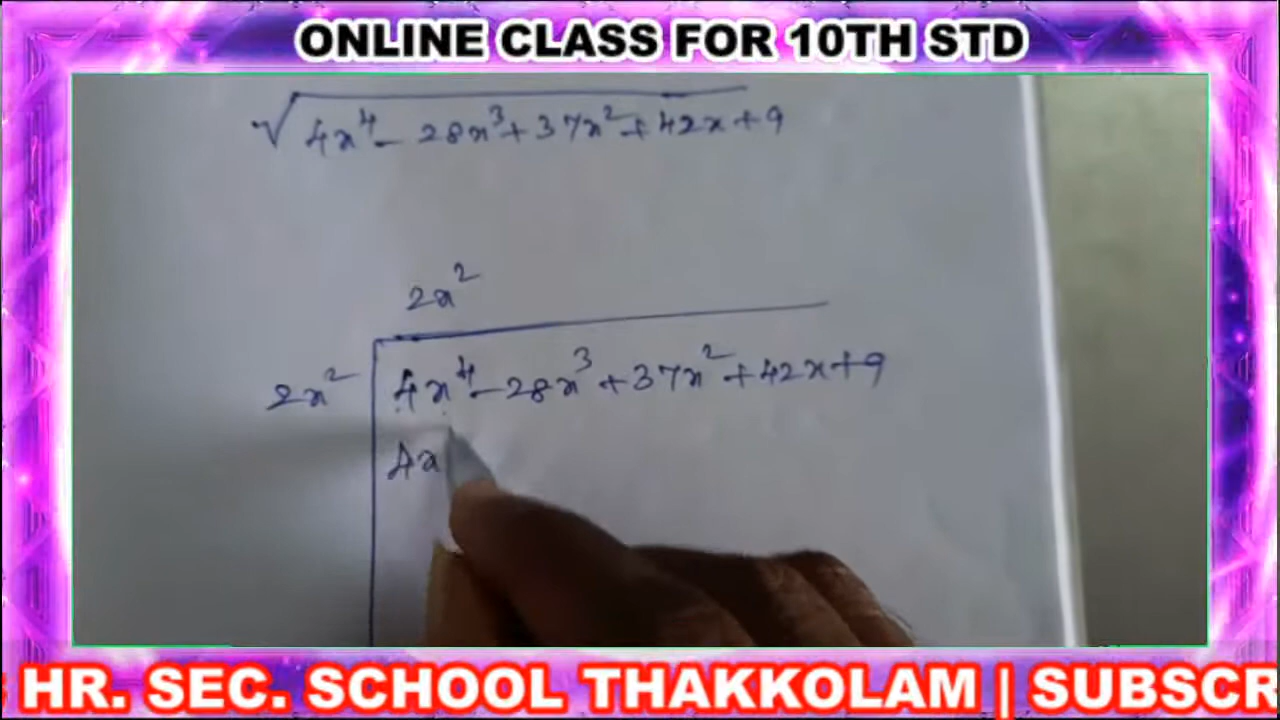 ONLINE CLASS FOR 10TH STD
√4x⁴ - 28x³ + 37x² + 42x + 9
2x²
2x² 4x⁴ - 28x³ + 37x² + 42x + 9
4x
HR. SEC. SCHOOL THAKKOLAM | SUBSCR